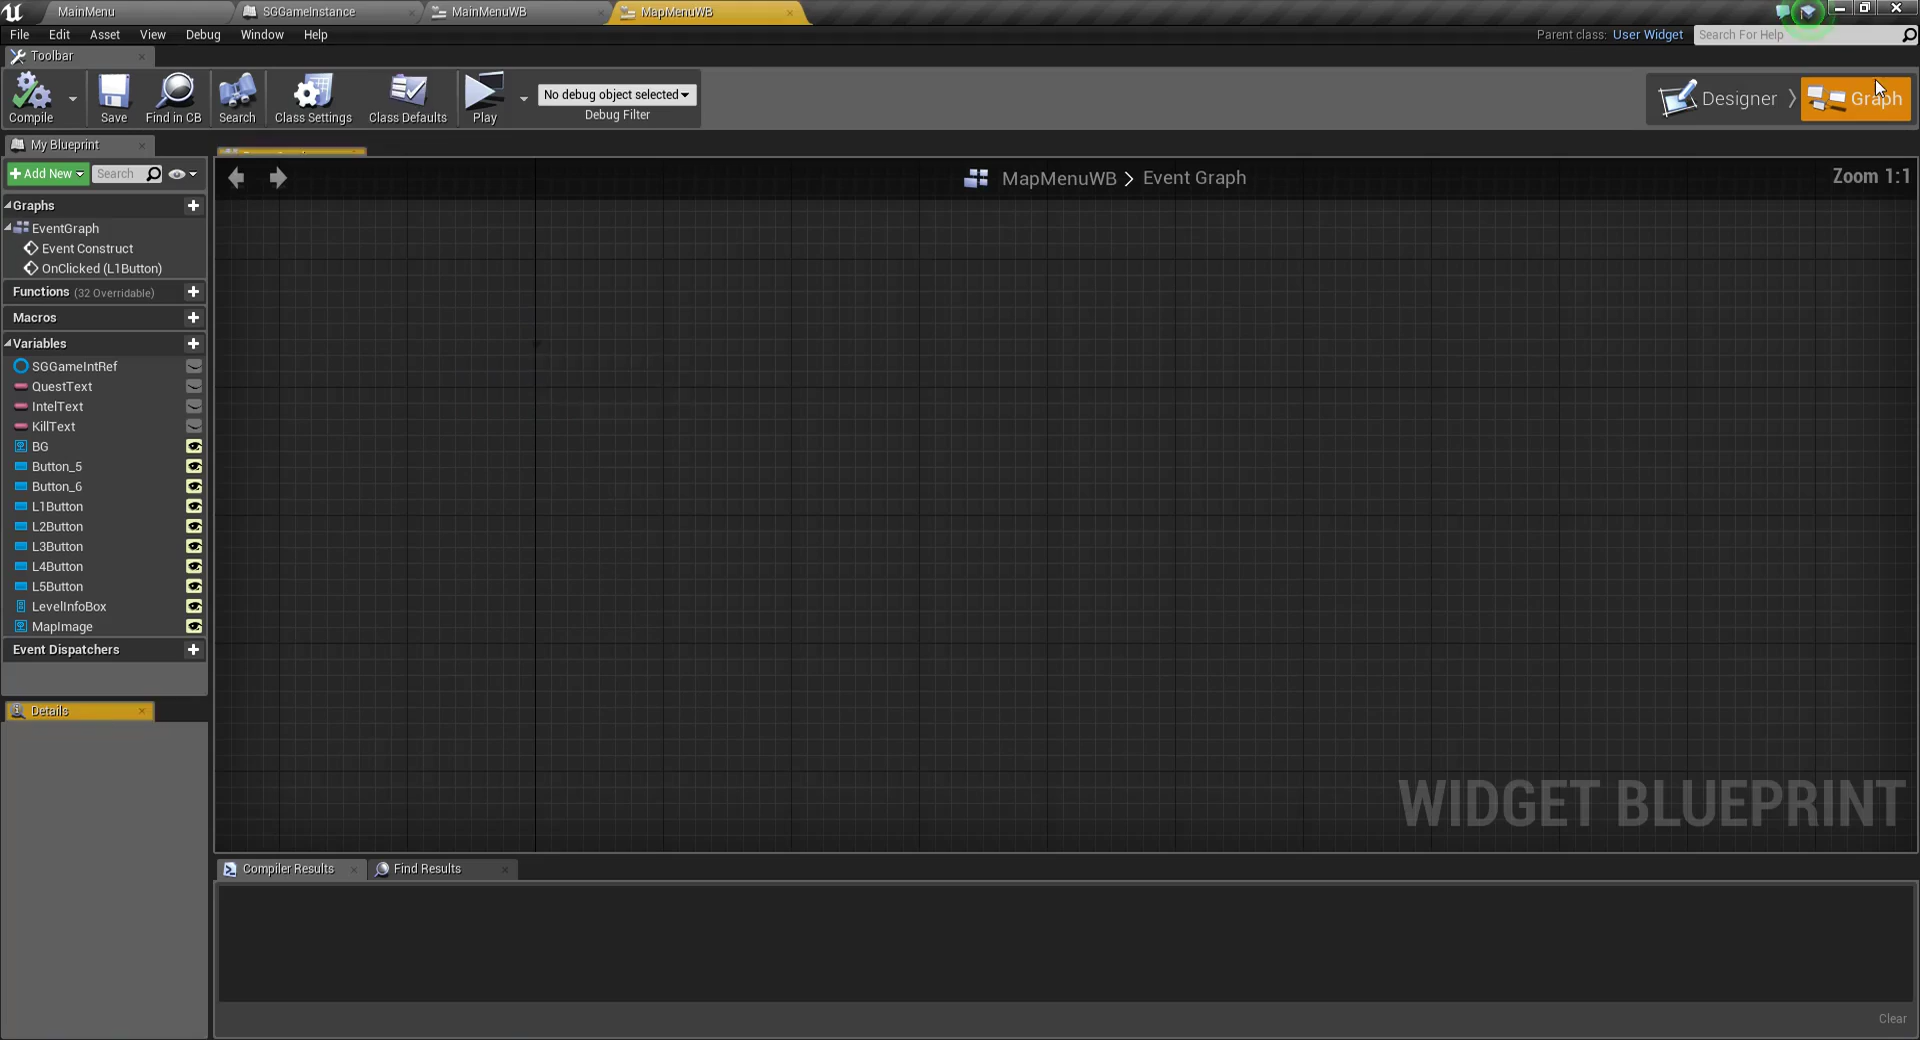 MainMenu
SGGameInstance
MainMenuWB
MapMenuWB
File Edit Asset View Debug Window Help
Parent class: User Widget
Search For Help
Toolbar
Compile
Save
Find in CB
Search
Class Settings
Class Defaults
Play
No debug object selected
Debug Filter
Designer
Graph
My Blueprint
Add New
Search
MapMenuWB > Event Graph
Zoom 1:1
Graphs
EventGraph
Event Construct
OnClicked (L1Button)
Functions (32 Overridable)
Macros
Variables
SGGameIntRef
QuestText
IntelText
KillText
BG
Button_5
Button_6
L1Button
L2Button
L3Button
L4Button
L5Button
LevelInfoBox
MapImage
Event Dispatchers
Details
WIDGET BLUEPRINT
Compiler Results
Find Results
Clear